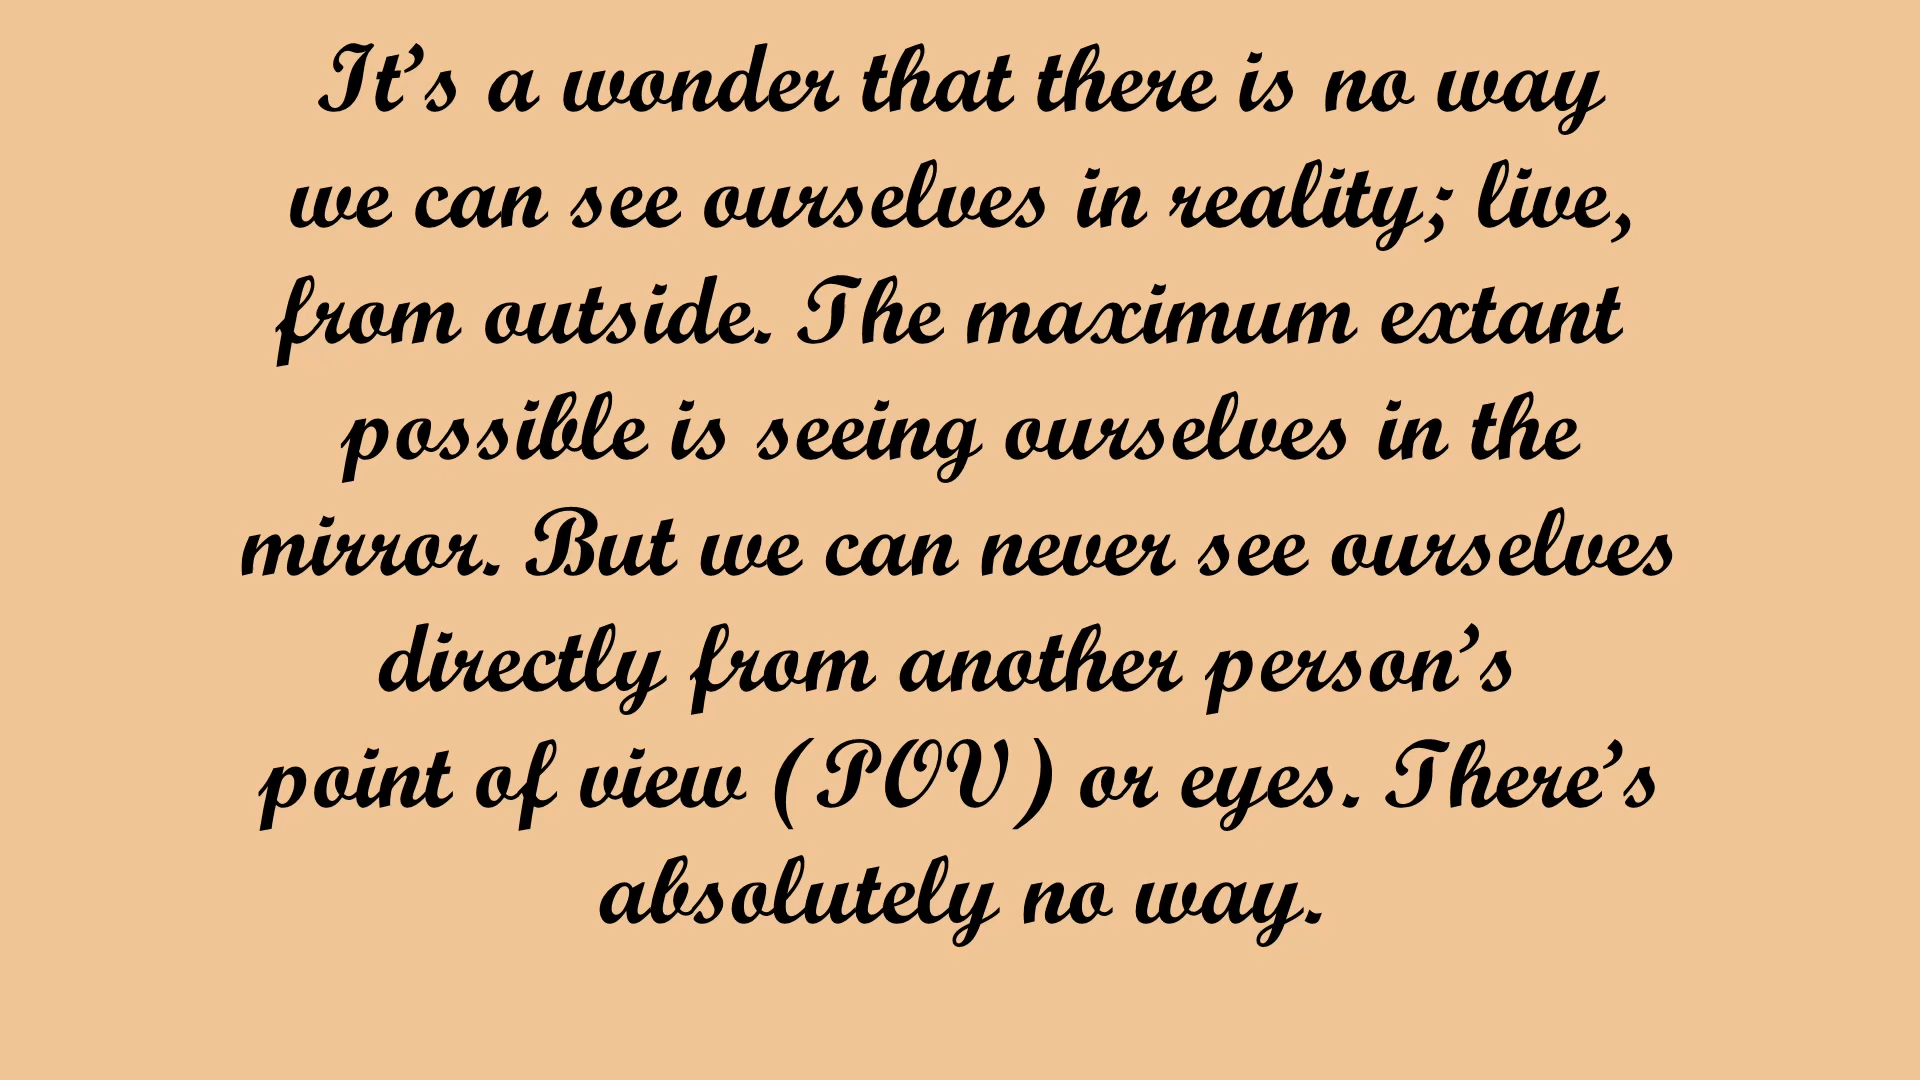 It’s a wonder that there is no way
we can see ourselves in reality; live,
from outside. The maximum extant
possible is seeing ourselves in the
mirror. But we can never see ourselves
directly from another person’s
point of view (POV) or eyes. There’s
absolutely no way.